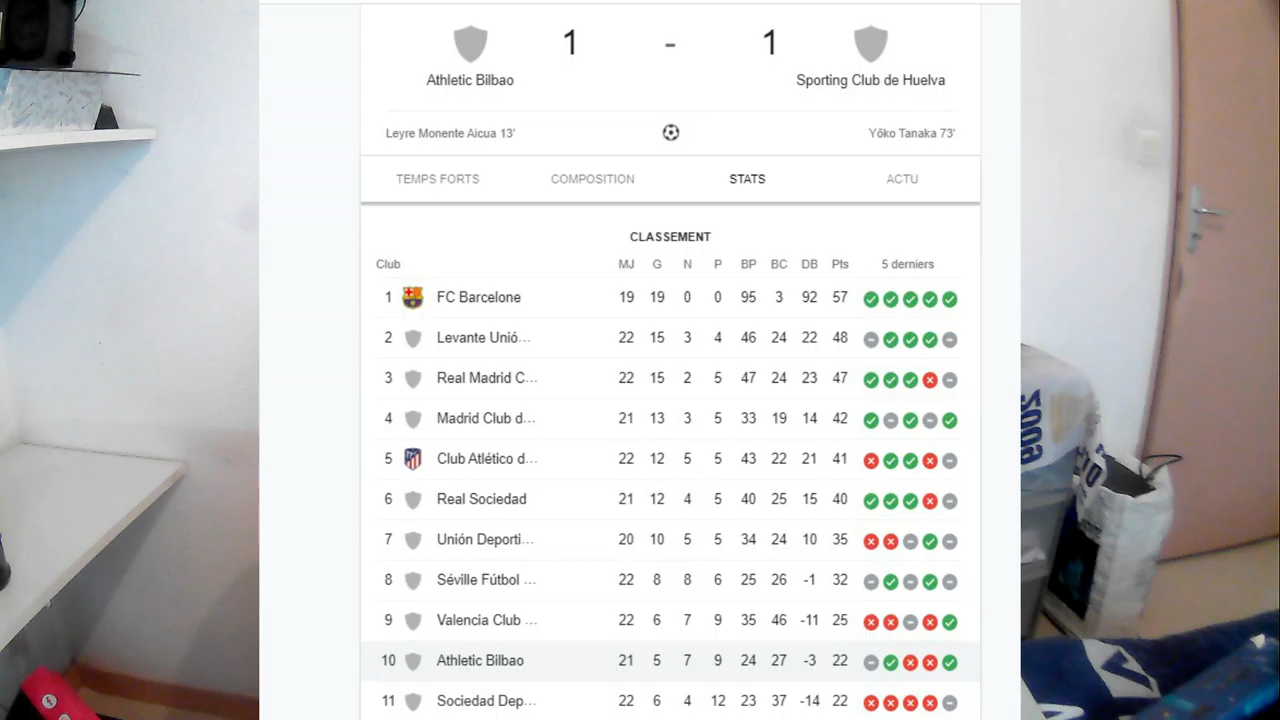 1 - 1
Athletic Bilbao Sporting Club de Huelva
Leyre Monente Aicua 13' Yōko Tanaka 73'
TEMPS FORTS COMPOSITION STATS ACTU
CLASSEMENT
Club MJ G N P BP BC DB Pts 5 derniers
1 FC Barcelone 19 19 0 0 95 3 92 57
2 Levante Unió... 22 15 3 4 46 24 22 48
3 Real Madrid C... 22 15 2 5 47 24 23 47
4 Madrid Club d... 21 13 3 5 33 19 14 42
5 Club Atlético d... 22 12 5 5 43 22 21 41
6 Real Sociedad 21 12 4 5 40 25 15 40
7 Unión Deporti... 20 10 5 5 34 24 10 35
8 Séville Fútbol ... 22 8 8 6 25 26 -1 32
9 Valencia Club ... 22 6 7 9 35 46 -11 25
10 Athletic Bilbao 21 5 7 9 24 27 -3 22
11 Sociedad Dep... 22 6 4 12 23 37 -14 22
2009